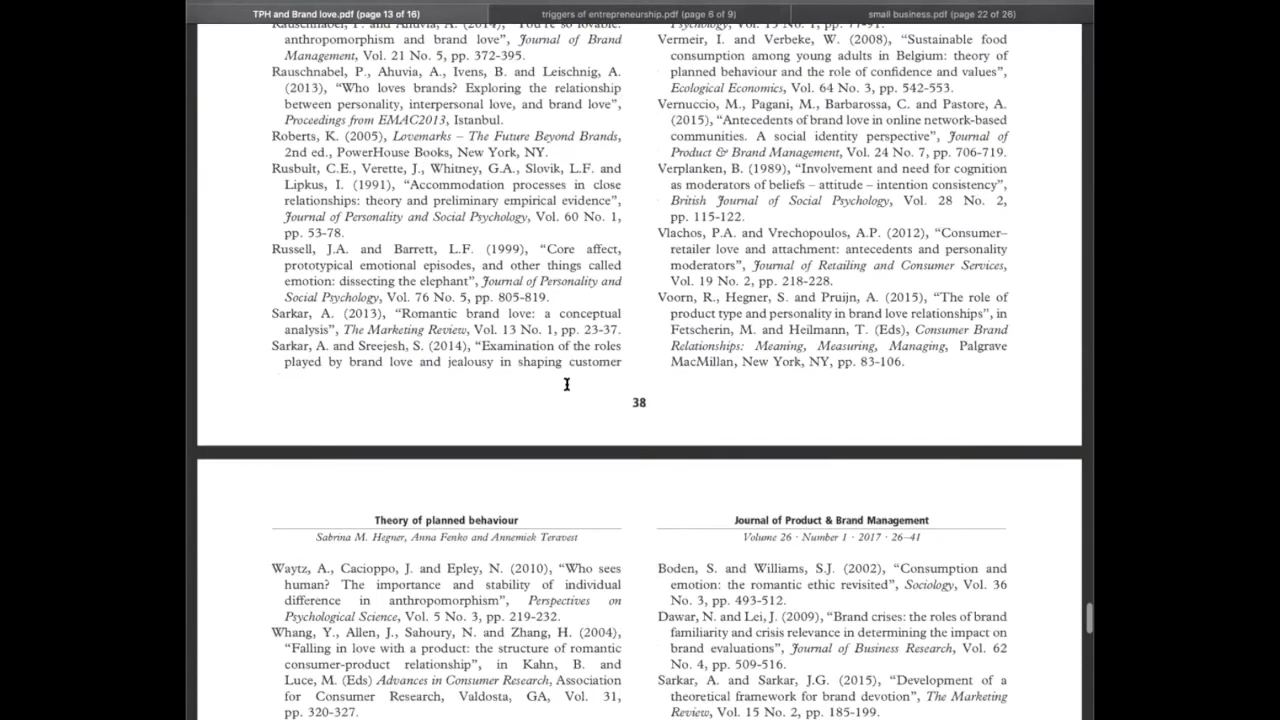 TPH and Brand love.pdf (page 13 of 16)
triggers of entrepreneurship.pdf (page 6 of 9)
small business.pdf (page 22 of 26)
anthropomorphism and brand love”, Journal of Brand
Management, Vol. 21 No. 5, pp. 372-395.
Rauschnabel, P., Ahuvia, A., Ivens, B. and Leischnig, A.
(2013), “Who loves brands? Exploring the relationship
between personality, interpersonal love, and brand love”,
Proceedings from EMAC2013, Istanbul.
Roberts, K. (2005), Lovemarks – The Future Beyond Brands,
2nd ed., PowerHouse Books, New York, NY.
Rusbult, C.E., Verette, J., Whitney, G.A., Slovik, L.F. and
Lipkus, I. (1991), “Accommodation processes in close
relationships: theory and preliminary empirical evidence”,
Journal of Personality and Social Psychology, Vol. 60 No. 1,
pp. 53-78.
Russell, J.A. and Barrett, L.F. (1999), “Core affect,
prototypical emotional episodes, and other things called
emotion: dissecting the elephant”, Journal of Personality and
Social Psychology, Vol. 76 No. 5, pp. 805-819.
Sarkar, A. (2013), “Romantic brand love: a conceptual
analysis”, The Marketing Review, Vol. 13 No. 1, pp. 23-37.
Sarkar, A. and Sreejesh, S. (2014), “Examination of the roles
played by brand love and jealousy in shaping customer
Vermeir, I. and Verbeke, W. (2008), “Sustainable food
consumption among young adults in Belgium: theory of
planned behaviour and the role of confidence and values”,
Ecological Economics, Vol. 64 No. 3, pp. 542-553.
Vernuccio, M., Pagani, M., Barbarossa, C. and Pastore, A.
(2015), “Antecedents of brand love in online network-based
communities. A social identity perspective”, Journal of
Product & Brand Management, Vol. 24 No. 7, pp. 706-719.
Verplanken, B. (1989), “Involvement and need for cognition
as moderators of beliefs – attitude – intention consistency”,
British Journal of Social Psychology, Vol. 28 No. 2,
pp. 115-122.
Vlachos, P.A. and Vrechopoulos, A.P. (2012), “Consumer–
retailer love and attachment: antecedents and personality
moderators”, Journal of Retailing and Consumer Services,
Vol. 19 No. 2, pp. 218-228.
Voorn, R., Hegner, S. and Pruijn, A. (2015), “The role of
product type and personality in brand love relationships”, in
Fetscherin, M. and Heilmann, T. (Eds), Consumer Brand
Relationships: Meaning, Measuring, Managing, Palgrave
MacMillan, New York, NY, pp. 83-106.
38
Theory of planned behaviour
Sabrina M. Hegner, Anna Fenko and Annemiek Teravest
Journal of Product & Brand Management
Volume 26 · Number 1 · 2017 · 26–41
Waytz, A., Cacioppo, J. and Epley, N. (2010), “Who sees
human? The importance and stability of individual
difference in anthropomorphism”, Perspectives on
Psychological Science, Vol. 5 No. 3, pp. 219-232.
Whang, Y., Allen, J., Sahoury, N. and Zhang, H. (2004),
“Falling in love with a product: the structure of romantic
consumer-product relationship”, in Kahn, B. and
Luce, M. (Eds) Advances in Consumer Research, Association
for Consumer Research, Valdosta, GA, Vol. 31,
pp. 320-327.
Boden, S. and Williams, S.J. (2002), “Consumption and
emotion: the romantic ethic revisited”, Sociology, Vol. 36
No. 3, pp. 493-512.
Dawar, N. and Lei, J. (2009), “Brand crises: the roles of brand
familiarity and crisis relevance in determining the impact on
brand evaluations”, Journal of Business Research, Vol. 62
No. 4, pp. 509-516.
Sarkar, A. and Sarkar, J.G. (2015), “Development of a
theoretical framework for brand devotion”, The Marketing
Review, Vol. 15 No. 2, pp. 185-199.